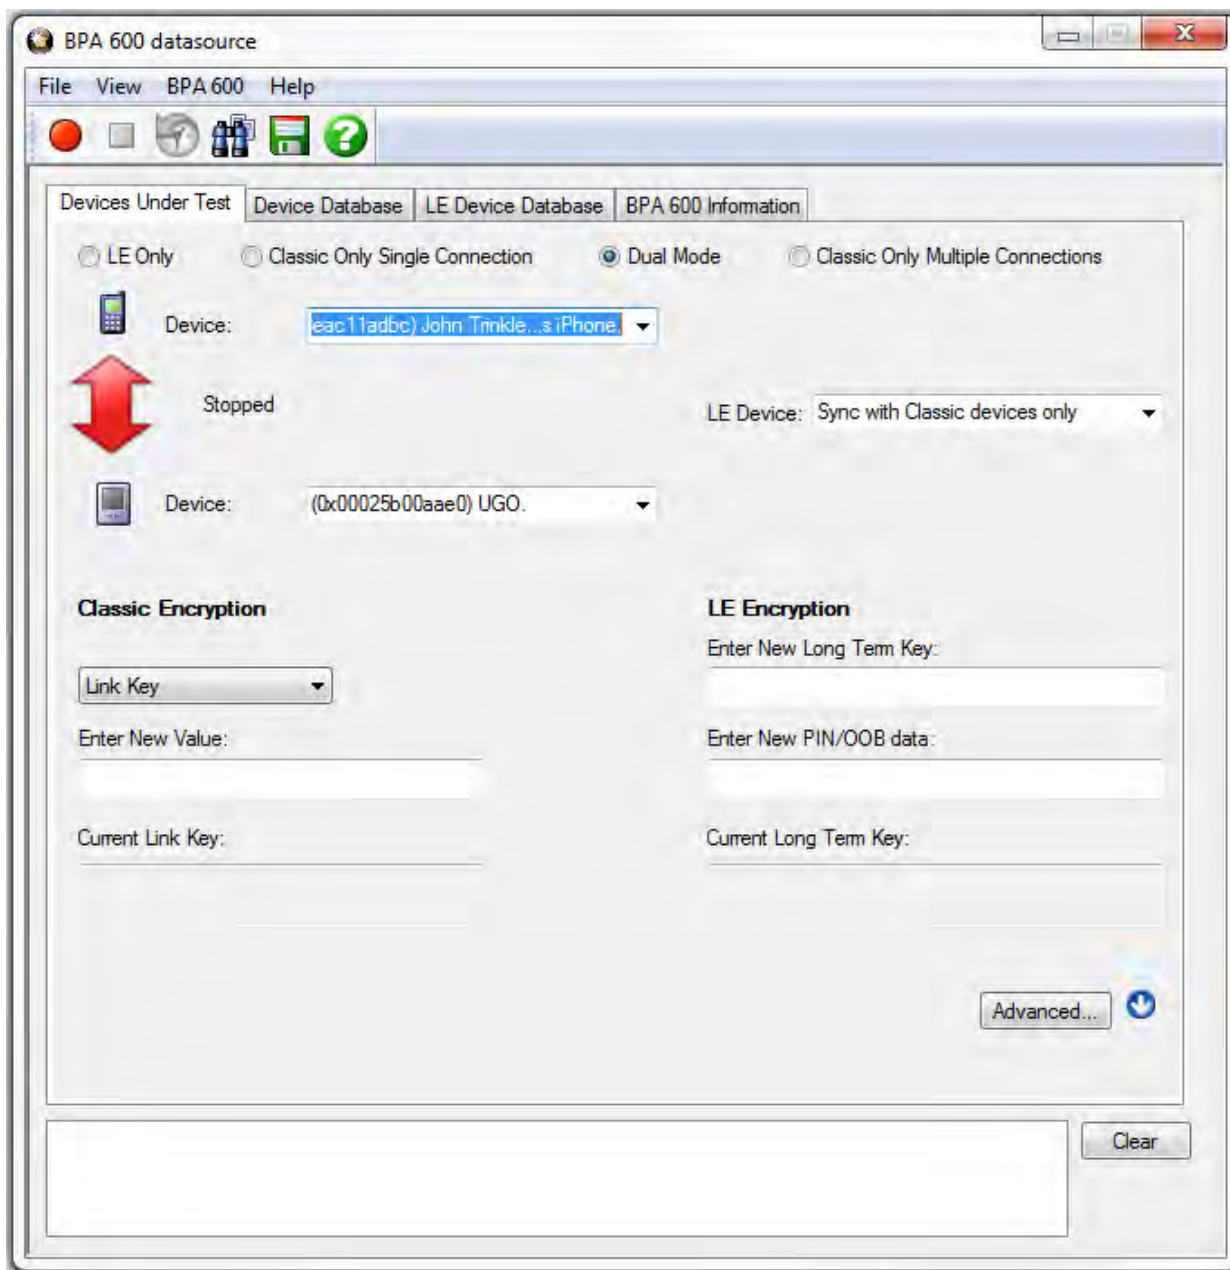 BPA 600 datasource
File View BPA 600 Help
Devices Under Test Device Database LE Device Database BPA 600 Information
LE Only Classic Only Single Connection Dual Mode Classic Only Multiple Connections
Device: eac11adbc) John Trinkle...s iPhone.
Stopped
LE Device: Sync with Classic devices only
Device: (0x00025b00aae0) UGO.
Classic Encryption LE Encryption
Enter New Long Term Key:
Link Key
Enter New Value: Enter New PIN/OOB data:
Current Link Key: Current Long Term Key:
Advanced...
Clear